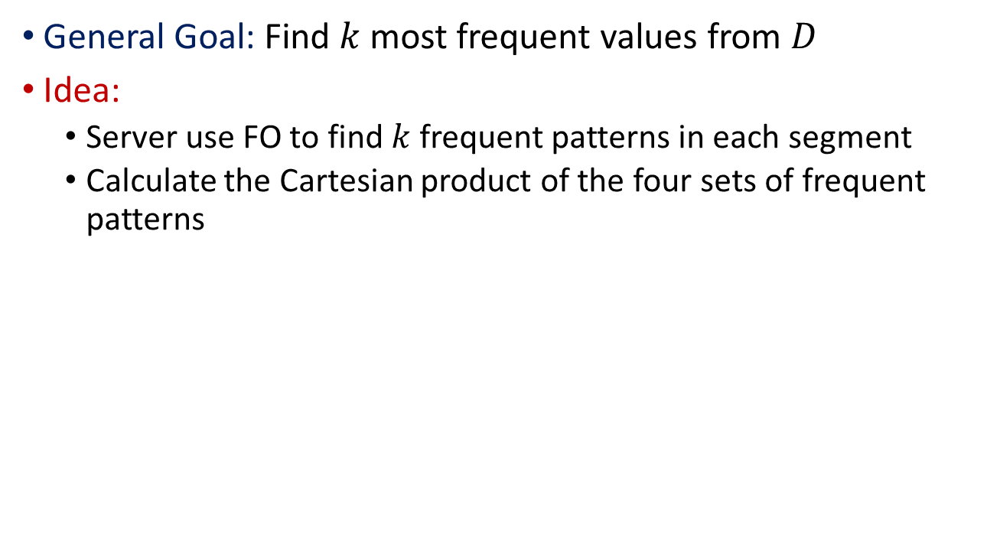 • General Goal: Find k most frequent values from D
• Idea:
• Server use FO to find k frequent patterns in each segment
• Calculate the Cartesian product of the four sets of frequent
patterns